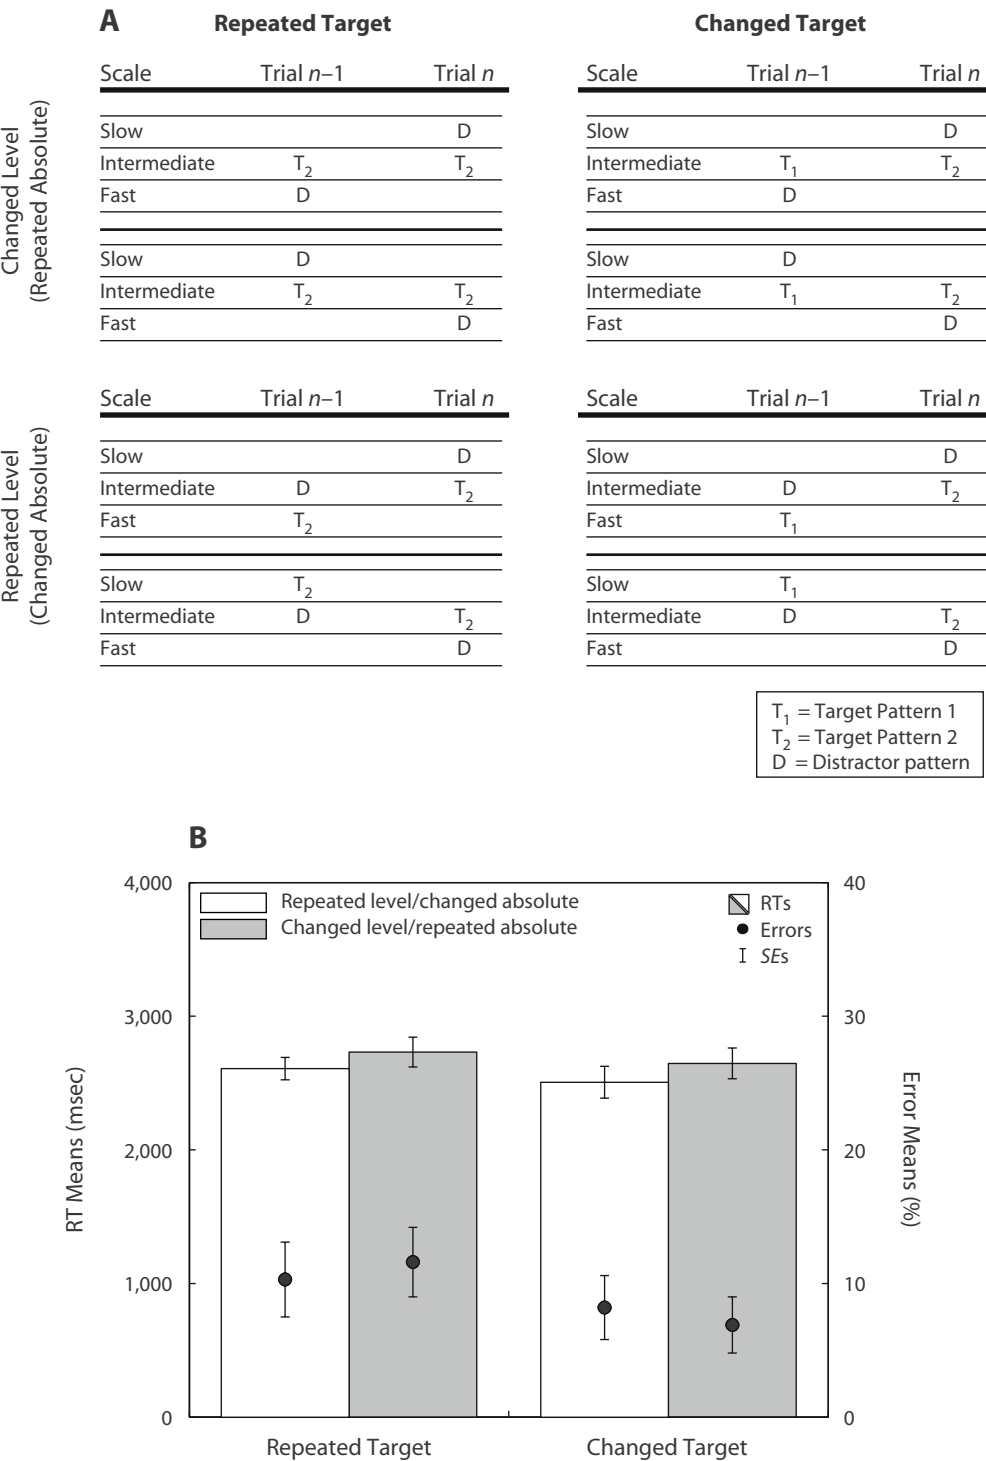 A
Repeated Target Changed Target
Changed Level
(Repeated Absolute)
Scale Trial n–1 Trial n Scale Trial n–1 Trial n
Slow D Slow D
Intermediate T2 T2 Intermediate T1 T2
Fast D Fast D
Slow D Slow D
Intermediate T2 T2 Intermediate T1 T2
Fast D Fast D
Repeated Level
(Changed Absolute)
Scale Trial n–1 Trial n Scale Trial n–1 Trial n
Slow D Slow D
Intermediate D T2 Intermediate D T2
Fast T2 Fast T1
Slow T2 Slow T1
Intermediate D T2 Intermediate D T2
Fast D Fast D
T1 = Target Pattern 1
T2 = Target Pattern 2
D = Distractor pattern
B
4,000 40
Repeated level/changed absolute RTs
Changed level/repeated absolute Errors
SEs
3,000 30
RT Means (msec)
Error Means (%)
2,000 20
1,000 10
0 0
Repeated Target Changed Target